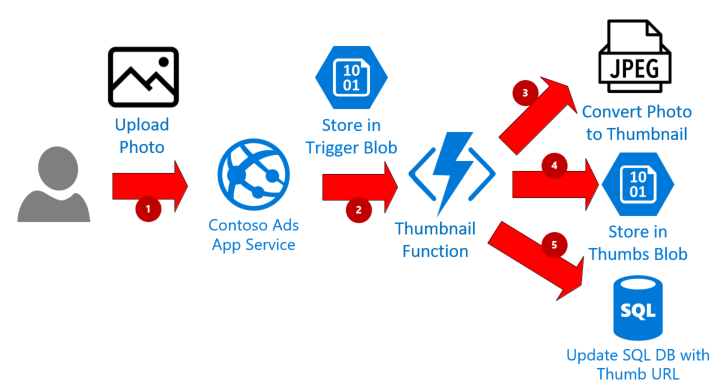 Upload
Photo
1
Contoso Ads
App Service
10
01
Store in
Trigger Blob
2
Thumbnail
Function
3
JPEG
Convert Photo
to Thumbnail
4
10
01
Store in
Thumbs Blob
5
SQL
Update SQL DB with
Thumb URL